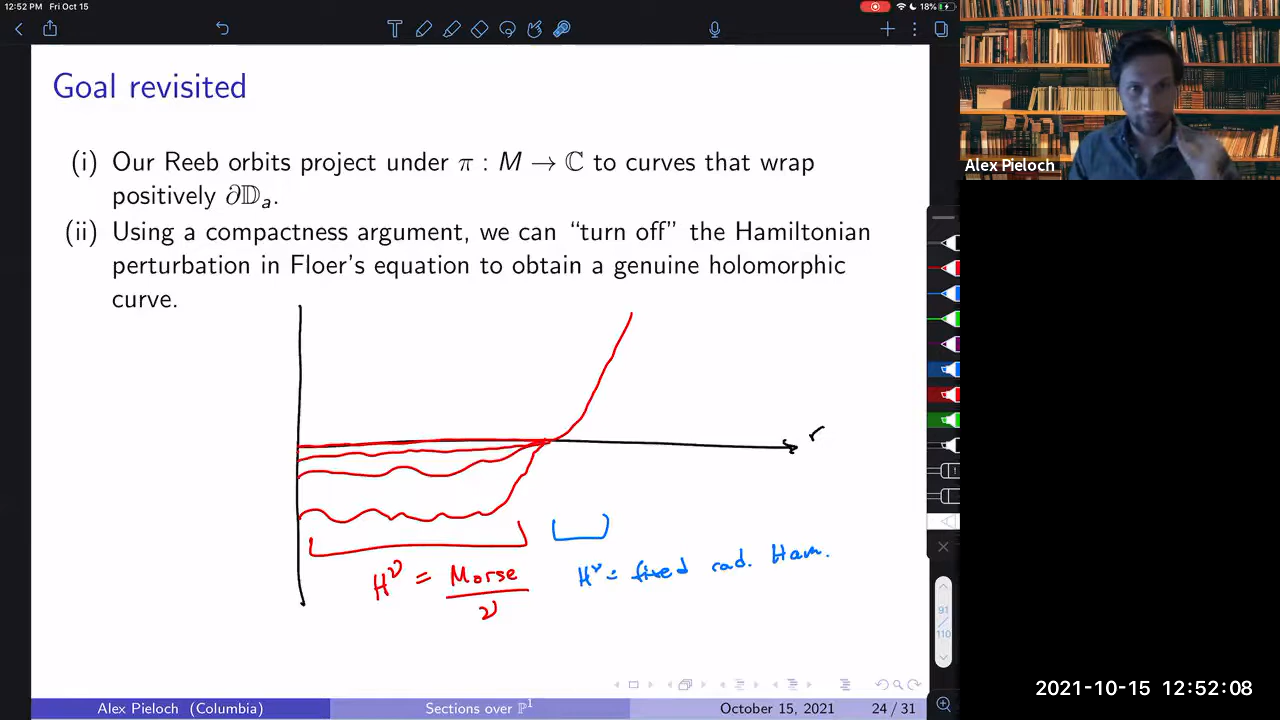 12:52 PM Fri Oct 15
18%
Goal revisited
(i) Our Reeb orbits project under π : M → ℂ to curves that wrap
positively ∂𝔻ₐ.
(ii) Using a compactness argument, we can “turn off” the Hamiltonian
perturbation in Floer’s equation to obtain a genuine holomorphic
curve.
r
H^ν = Morse / ν
H^ν = fixed rad. Ham.
Alex Pieloch
91
/
110
2021-10-15 12:52:08
Alex Pieloch (Columbia)
Sections over ℙ¹
October 15, 2021
24 / 31